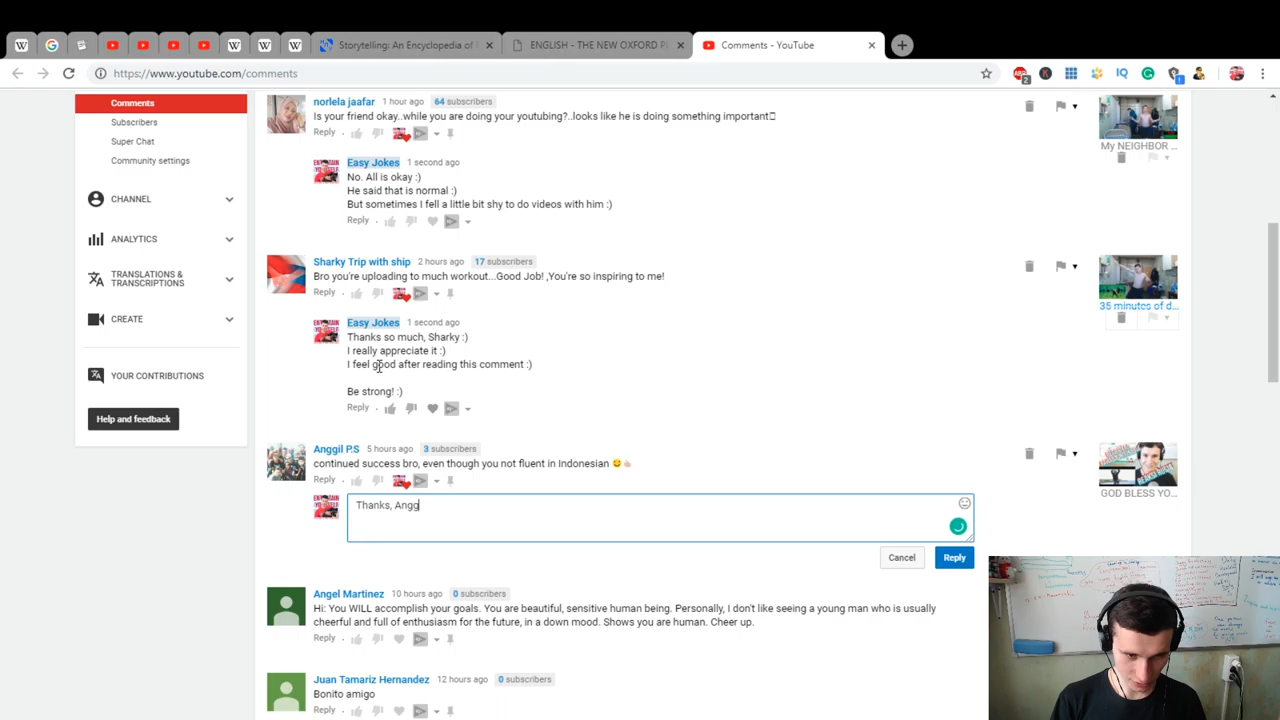 Storytelling: An Encyclopedia of
ENGLISH - THE NEW OXFORD PI
Comments - YouTube
https://www.youtube.com/comments
Comments
Subscribers
Super Chat
Community settings
CHANNEL
ANALYTICS
TRANSLATIONS &
TRANSCRIPTIONS
CREATE
YOUR CONTRIBUTIONS
Help and feedback
norlela jaafar 1 hour ago 64 subscribers
Is your friend okay..while you are doing your youtubing?..looks like he is doing something important
Reply
My NEIGHBOR ...
Easy Jokes 1 second ago
No. All is okay :)
He said that is normal :)
But sometimes I fell a little bit shy to do videos with him :)
Reply
Sharky Trip with ship 2 hours ago 17 subscribers
Bro you're uploading to much workout...Good Job! ,You're so inspiring to me!
Reply
35 minutes of d...
Easy Jokes 1 second ago
Thanks so much, Sharky :)
I really appreciate it :)
I feel good after reading this comment :)
Be strong! :)
Reply
Anggil P.S 5 hours ago 3 subscribers
continued success bro, even though you not fluent in Indonesian
Reply
GOD BLESS YO...
Thanks, Angg
Cancel Reply
Angel Martinez 10 hours ago 0 subscribers
Hi: You WILL accomplish your goals. You are beautiful, sensitive human being. Personally, I don't like seeing a young man who is usually
cheerful and full of enthusiasm for the future, in a down mood. Shows you are human. Cheer up.
Reply
Juan Tamariz Hernandez 12 hours ago 0 subscribers
Bonito amigo
Reply